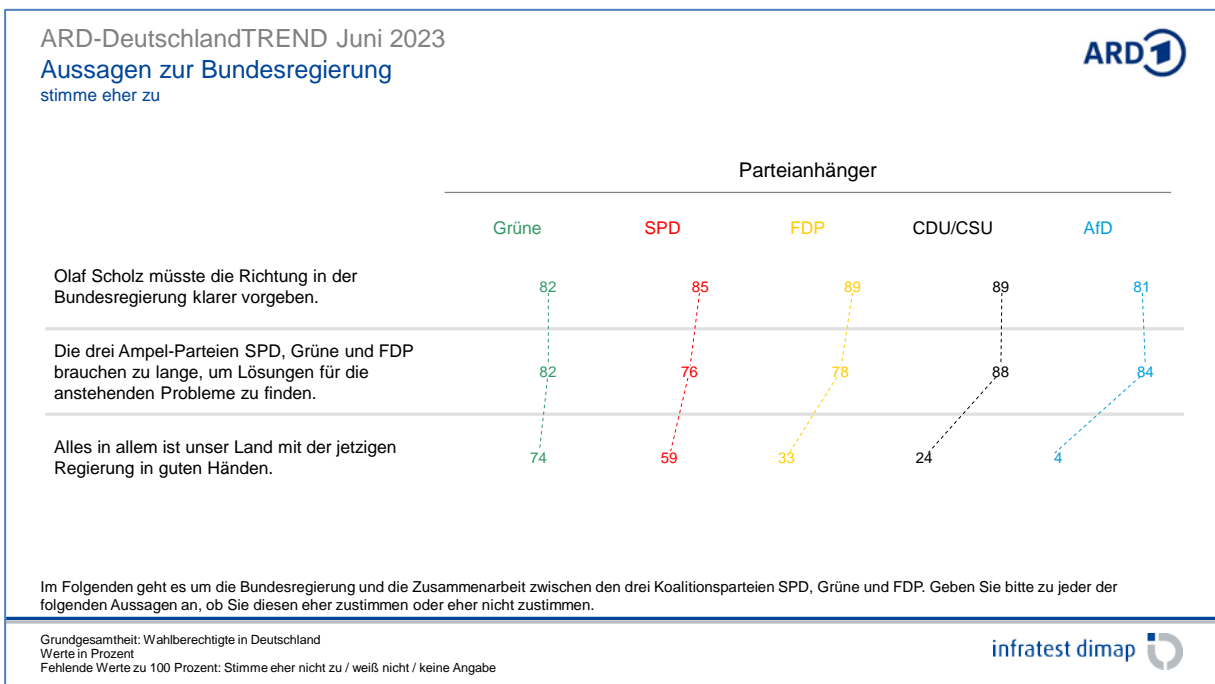 ARD-DeutschlandTREND Juni 2023
Aussagen zur Bundesregierung
stimme eher zu
ARD 1
Parteianhänger
Grüne SPD FDP CDU/CSU AfD
Olaf Scholz müsste die Richtung in der
Bundesregierung klarer vorgeben.
82 85 89 89 81
Die drei Ampel-Parteien SPD, Grüne und FDP
brauchen zu lange, um Lösungen für die
anstehenden Probleme zu finden.
82 76 78 88 84
Alles in allem ist unser Land mit der jetzigen
Regierung in guten Händen.
74 59 33 24 4
Im Folgenden geht es um die Bundesregierung und die Zusammenarbeit zwischen den drei Koalitionsparteien SPD, Grüne und FDP. Geben Sie bitte zu jeder der
folgenden Aussagen an, ob Sie diesen eher zustimmen oder eher nicht zustimmen.
Grundgesamtheit: Wahlberechtigte in Deutschland
Werte in Prozent
Fehlende Werte zu 100 Prozent: Stimme eher nicht zu / weiß nicht / keine Angabe
infratest dimap